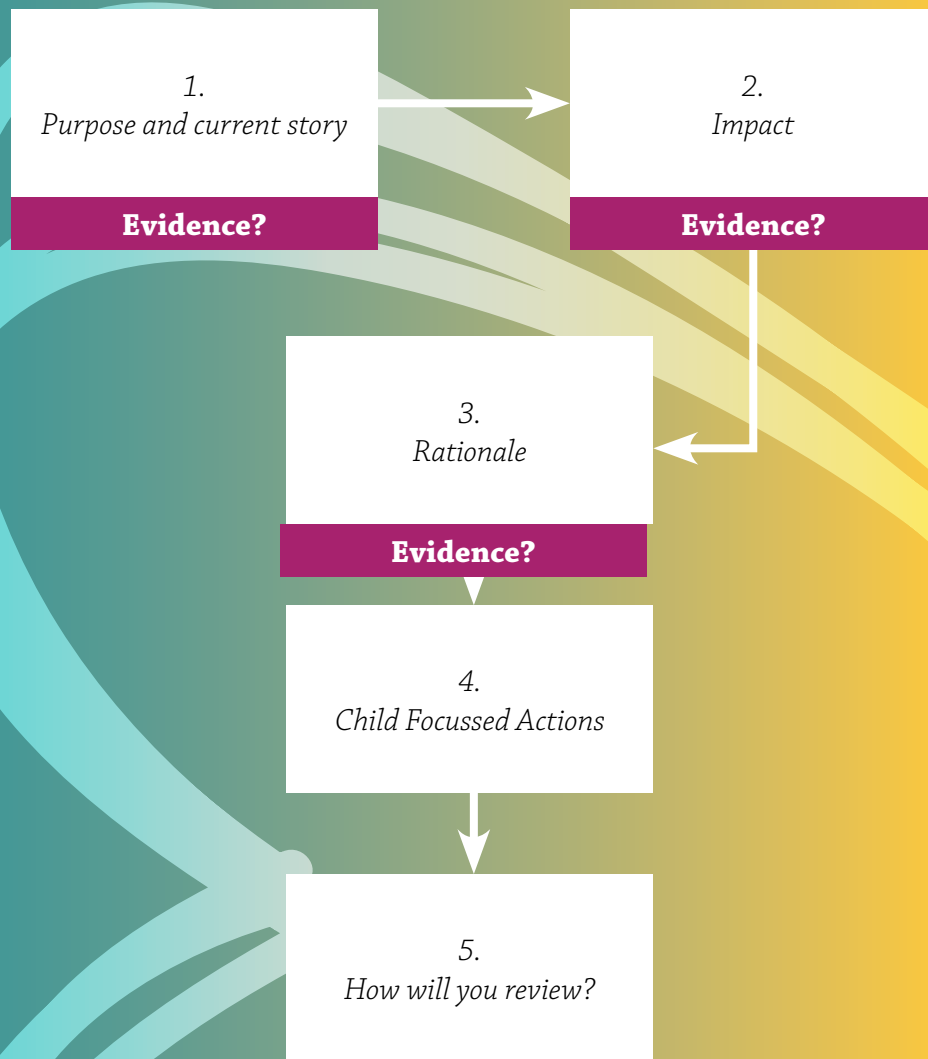 1.
Purpose and current story
Evidence?
2.
Impact
Evidence?
3.
Rationale
Evidence?
4.
Child Focussed Actions
5.
How will you review?